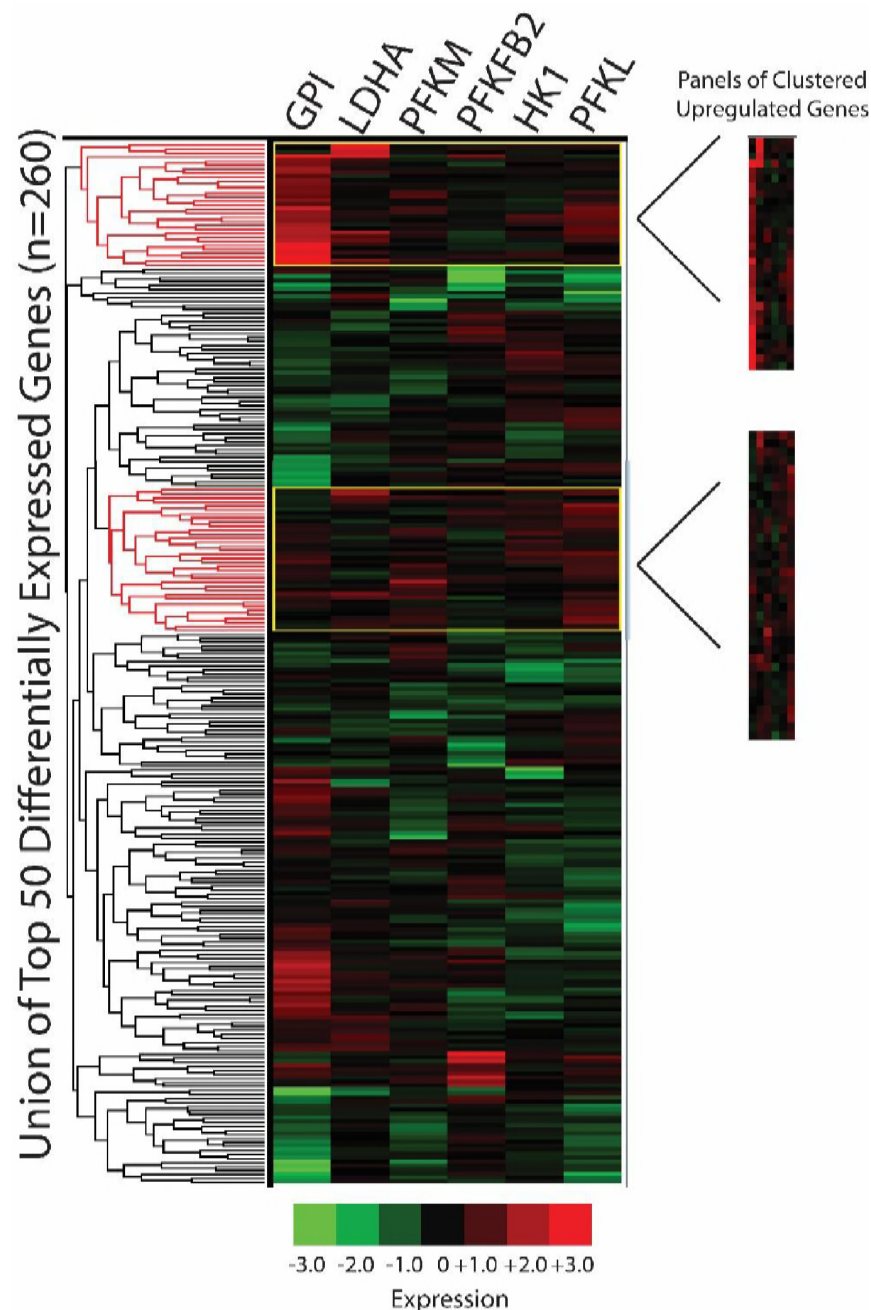 GPI
LDHA
PFKM
PFKFB2
HK1
PFKL
Panels of Clustered
Upregulated Genes
Union of Top 50 Differentially Expressed Genes (n=260)
-3.0 -2.0 -1.0 0 +1.0 +2.0 +3.0
Expression